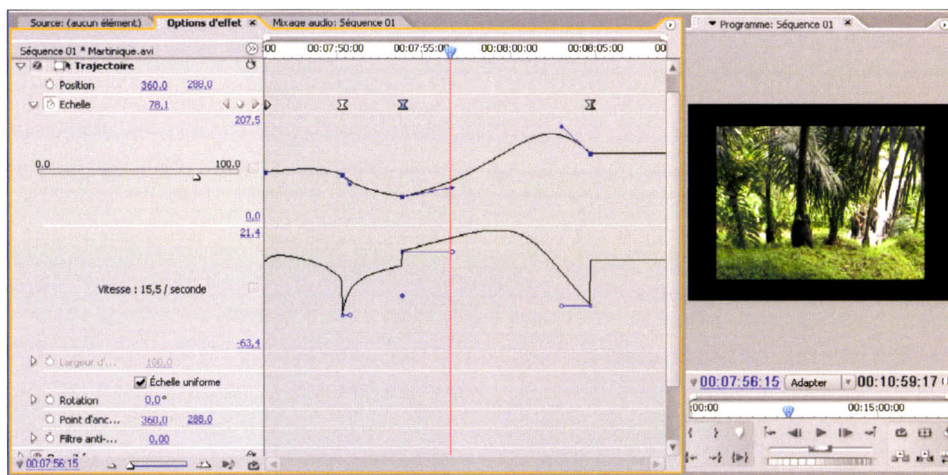 Source: (aucun élément) Options d'effet × Mixage audio: Séquence 01
Programme: Séquence 01 ×
Séquence 01 * Martinique.avi
:00 00:07:50:00 00:07:55:00 00:08:00:00 00:08:05:00 00
Trajectoire
Position 360,0 288,0
Echelle 78,1
207,5
0,0 100,0
0,0
21,4
Vitesse : 15,5 / seconde
-63,4
Largeur d'... 100,0
Échelle uniforme
Rotation 0,0°
Point d'anc... 360,0 288,0
Filtre anti-... 0,00
00:07:56:15
00:07:56:15 Adapter 00:10:59:17
:00:00 00:15:00:00